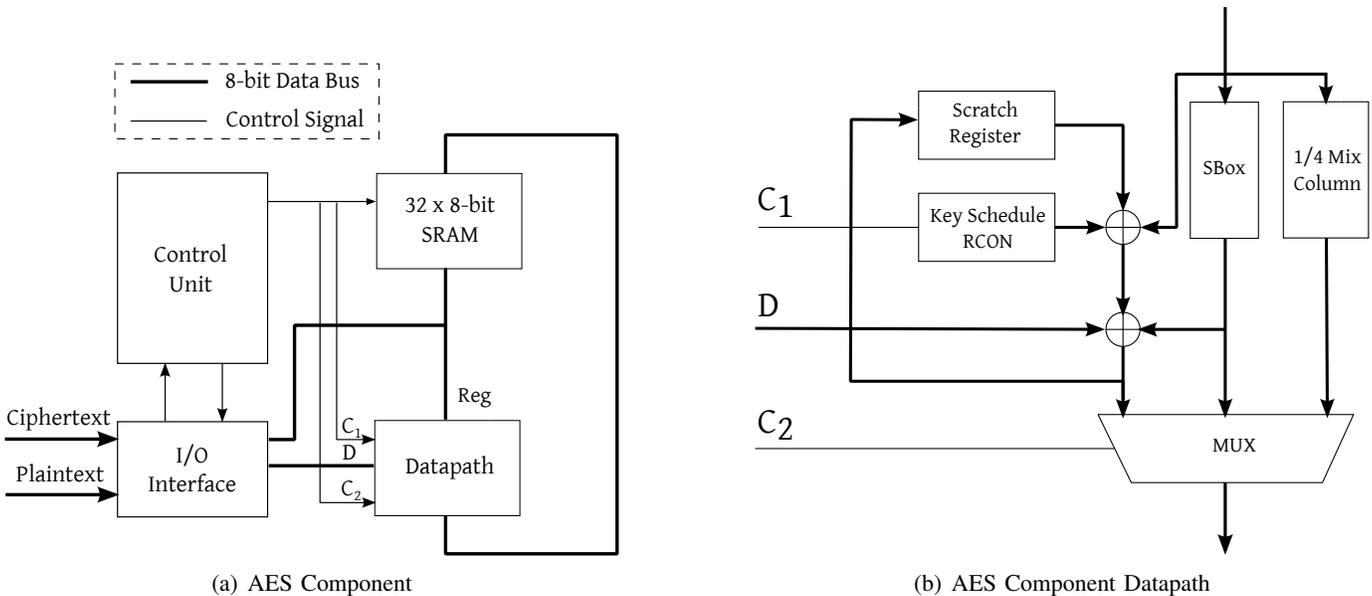 8-bit Data Bus
Control Signal
Control
Unit
32 x 8-bit
SRAM
Reg
Ciphertext
Plaintext
I/O
Interface
C1
D
C2
Datapath
(a) AES Component
Scratch
Register
SBox
1/4 Mix
Column
C1
Key Schedule
RCON
D
C2
MUX
(b) AES Component Datapath